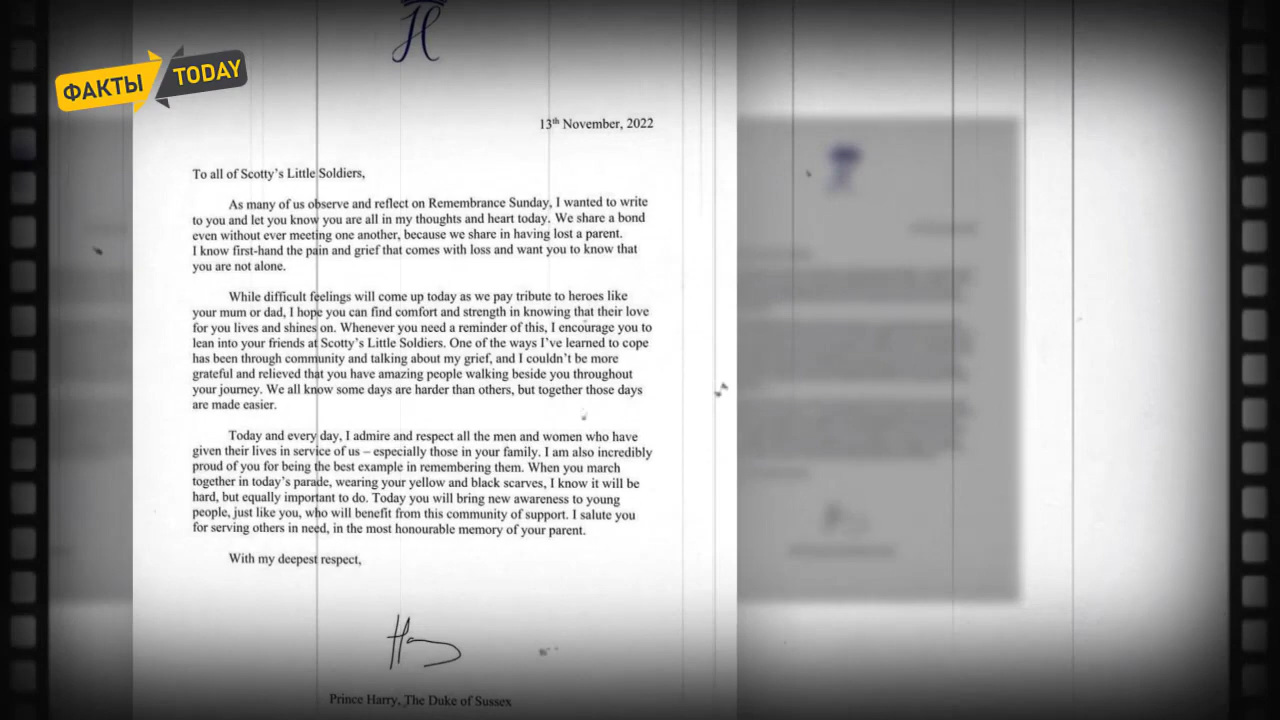 ФАКТЫ TODAY
H
13th November, 2022
To all of Scotty's Little Soldiers,
As many of us observe and reflect on Remembrance Sunday, I wanted to write
to you and let you know you are all in my thoughts and heart today. We share a bond
even without ever meeting one another, because we share in having lost a parent.
I know first-hand the pain and grief that comes with loss and want you to know that
you are not alone.
While difficult feelings will come up today as we pay tribute to heroes like
your mum or dad, I hope you can find comfort and strength in knowing that their love
for you lives and shines on. Whenever you need a reminder of this, I encourage you to
lean into your friends at Scotty's Little Soldiers. One of the ways I've learned to cope
has been through community and talking about my grief, and I couldn't be more
grateful and relieved that you have amazing people walking beside you throughout
your journey. We all know some days are harder than others, but together those days
are made easier.
Today and every day, I admire and respect all the men and women who have
given their lives in service of us – especially those in your family. I am also incredibly
proud of you for being the best example in remembering them. When you march
together in today's parade, wearing your yellow and black scarves, I know it will be
hard, but equally important to do. Today you will bring new awareness to young
people, just like you, who will benefit from this community of support. I salute you
for serving others in need, in the most honourable memory of your parent.
With my deepest respect,
Harry
Prince Harry, The Duke of Sussex